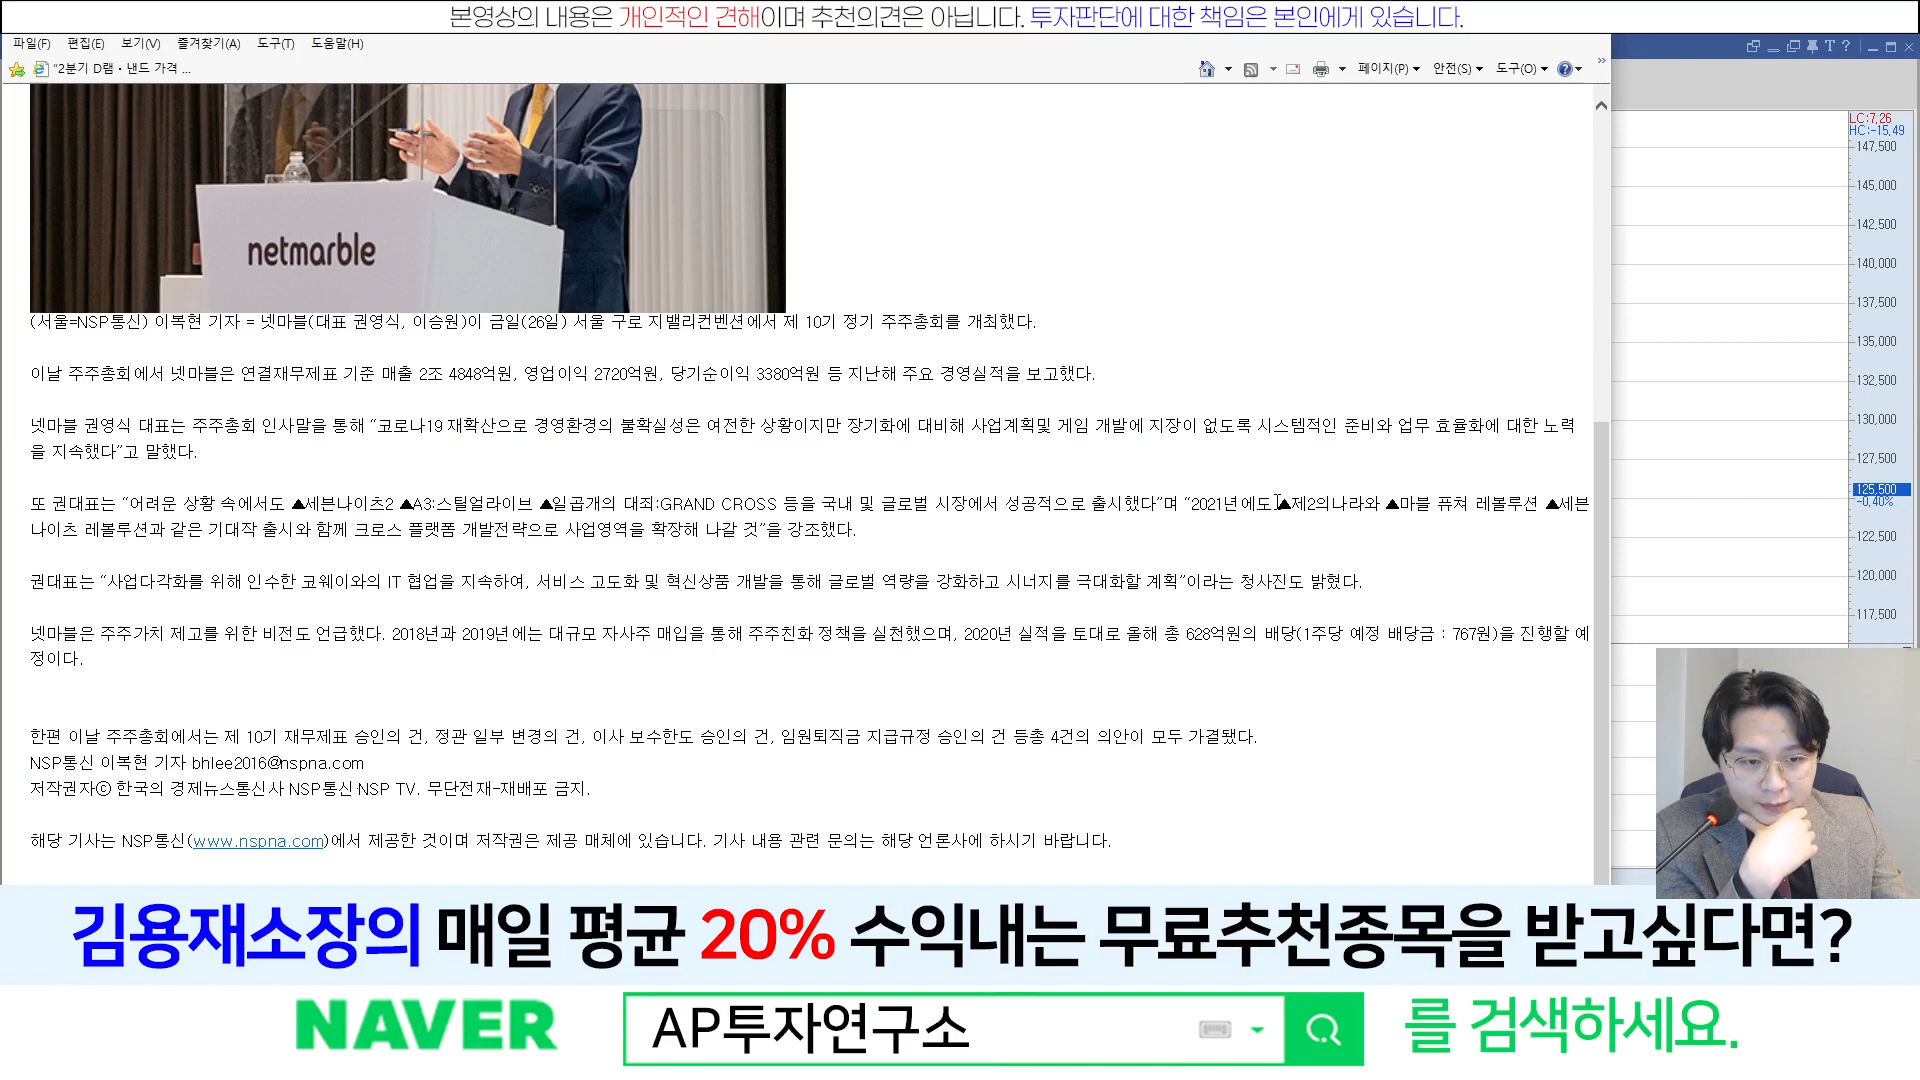 본영상의 내용은 개인적인 견해이며 추천의견은 아닙니다. 투자판단에 대한 책임은 본인에게 있습니다.
파일(F) 편집(E) 보기(V) 즐겨찾기(A) 도구(T) 도움말(H)
"2분기 D램·낸드 가격 ...
페이지(P) 안전(S) 도구(O)
netmarble
(서울=NSP통신) 이복현 기자 = 넷마블(대표 권영식, 이승원)이 금일(26일) 서울 구로 지밸리컨벤션에서 제 10기 정기 주주총회를 개최했다.
이날 주주총회에서 넷마블은 연결재무제표 기준 매출 2조 4848억원, 영업이익 2720억원, 당기순이익 3380억원 등 지난해 주요 경영실적을 보고했다.
넷마블 권영식 대표는 주주총회 인사말을 통해 “코로나19 재확산으로 경영환경의 불확실성은 여전한 상황이지만 장기화에 대비해 사업계획및 게임 개발에 지장이 없도록 시스템적인 준비와 업무 효율화에 대한 노력
을 지속했다”고 말했다.
또 권대표는 “어려운 상황 속에서도 ▲세븐나이츠2 ▲A3:스틸얼라이브 ▲일곱개의 대죄:GRAND CROSS 등을 국내 및 글로벌 시장에서 성공적으로 출시했다”며 “2021년에도 ▲제2의나라와 ▲마블 퓨쳐 레볼루션 ▲세븐
나이츠 레볼루션과 같은 기대작 출시와 함께 크로스 플랫폼 개발전략으로 사업영역을 확장해 나갈 것”을 강조했다.
권대표는 “사업다각화를 위해 인수한 코웨이와의 IT 협업을 지속하여, 서비스 고도화 및 혁신상품 개발을 통해 글로벌 역량을 강화하고 시너지를 극대화할 계획”이라는 청사진도 밝혔다.
넷마블은 주주가치 제고를 위한 비전도 언급했다. 2018년과 2019년에는 대규모 자사주 매입을 통해 주주친화 정책을 실천했으며, 2020년 실적을 토대로 올해 총 628억원의 배당(1주당 예정 배당금 : 767원)을 진행할 예
정이다.
한편 이날 주주총회에서는 제 10기 재무제표 승인의 건, 정관 일부 변경의 건, 이사 보수한도 승인의 건, 임원퇴직금 지급규정 승인의 건 등총 4건의 의안이 모두 가결됐다.
NSP통신 이복현 기자 bhlee2016@nspna.com
저작권자ⓒ 한국의 경제뉴스통신사 NSP통신·NSP TV. 무단전재-재배포 금지.
해당 기사는 NSP통신(www.nspna.com)에서 제공한 것이며 저작권은 제공 매체에 있습니다. 기사 내용 관련 문의는 해당 언론사에 하시기 바랍니다.
LC:7,26
HC:-15,49
147,500
145,000
142,500
140,000
137,500
135,000
132,500
130,000
127,500
125,500
-0,40%
122,500
120,000
117,500
김용재소장의 매일 평균 20% 수익내는 무료추천종목을 받고싶다면?
NAVER AP투자연구소 를 검색하세요.